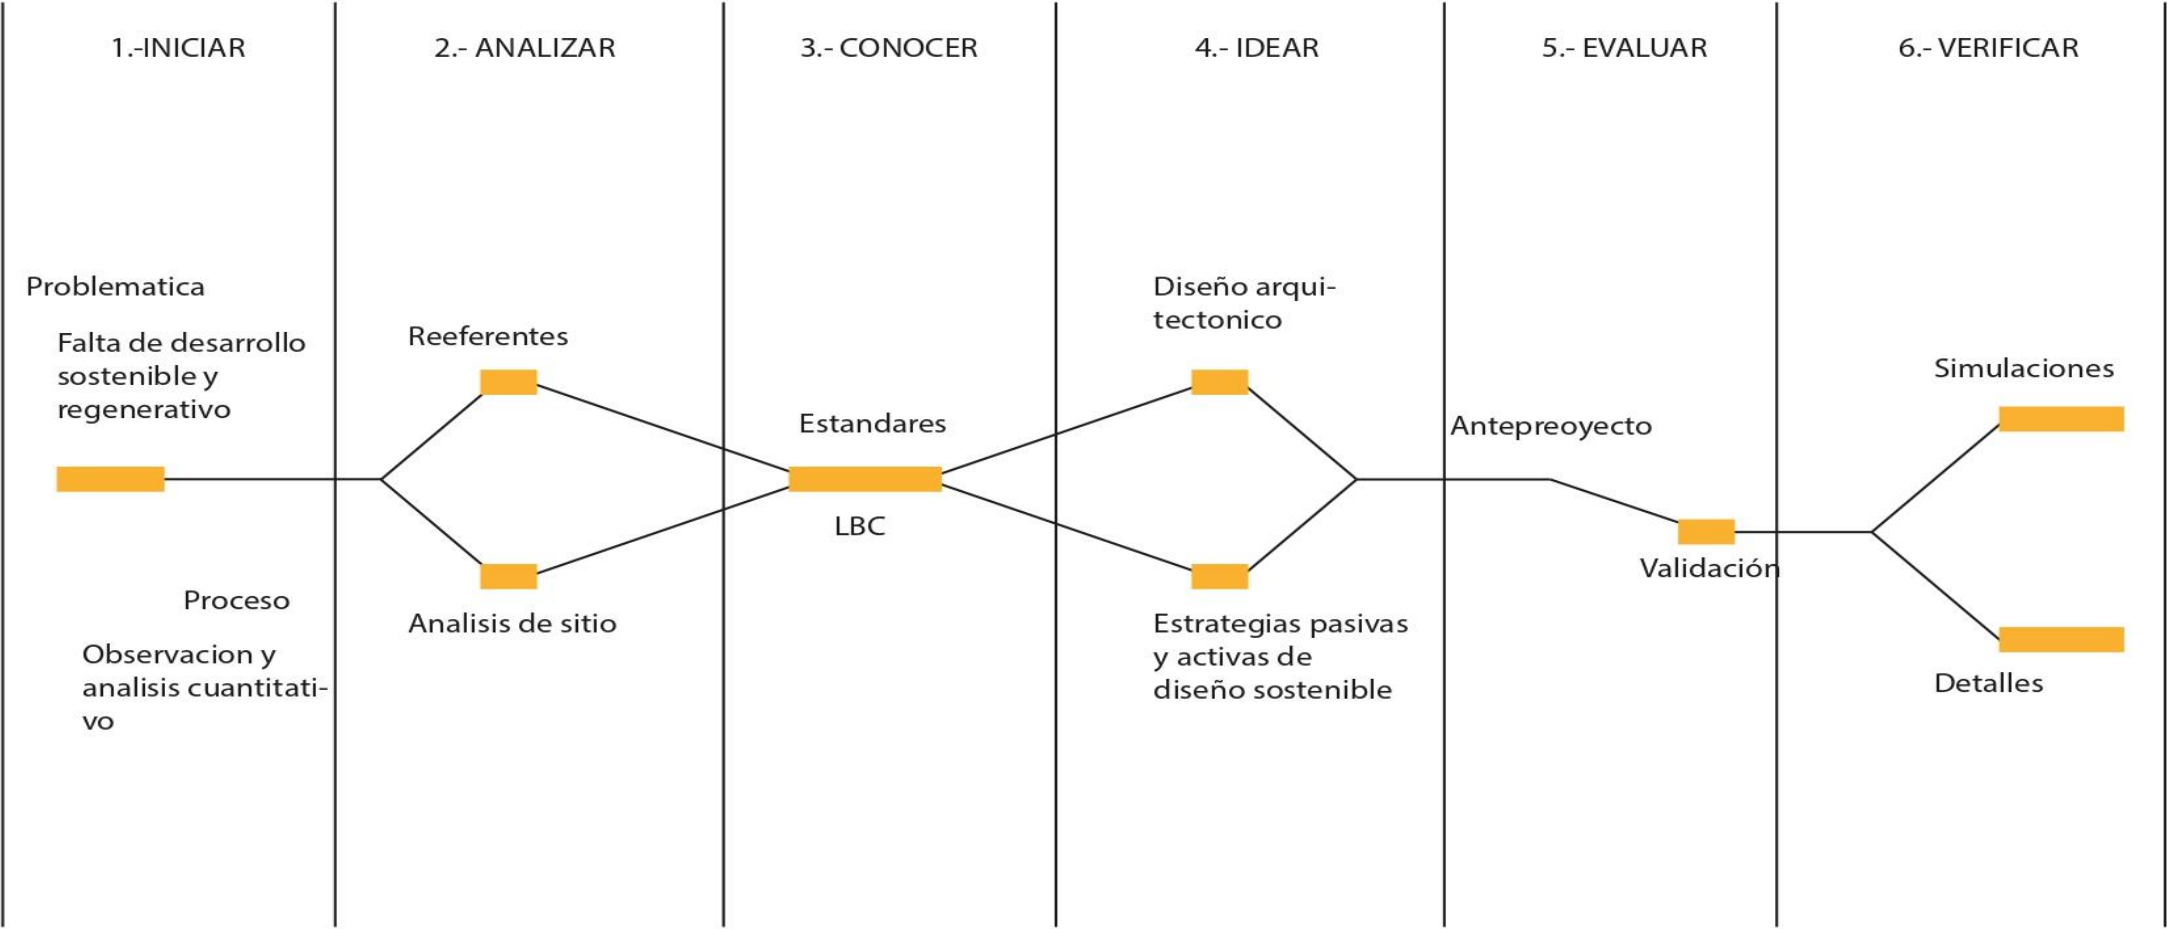 1.-INICIAR
2.- ANALIZAR
3.- CONOCER
4.- IDEAR
5.- EVALUAR
6.- VERIFICAR
Problematica
Falta de desarrollo
sostenible y
regenerativo
Proceso
Observacion y
analisis cuantitati-
vo
Reeferentes
Analisis de sitio
Estandares
LBC
Diseño arqui-
tectonico
Estrategias pasivas
y activas de
diseño sostenible
Antepreoyecto
Validación
Simulaciones
Detalles